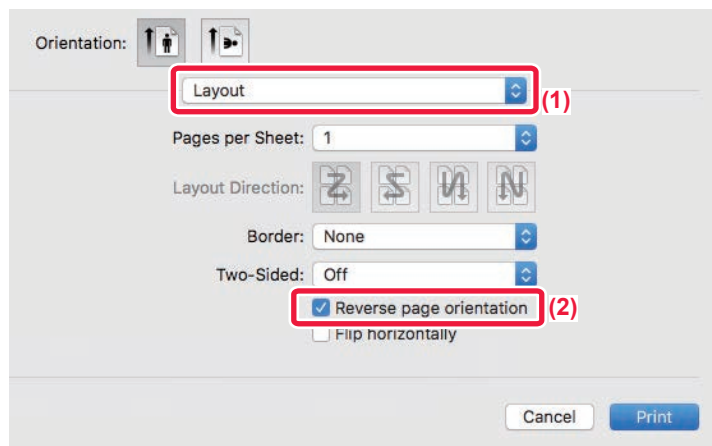 Orientation:
Layout
(1)
Pages per Sheet: 1
Layout Direction:
Border: None
Two-Sided: Off
Reverse page orientation
(2)
Flip horizontally
Cancel Print